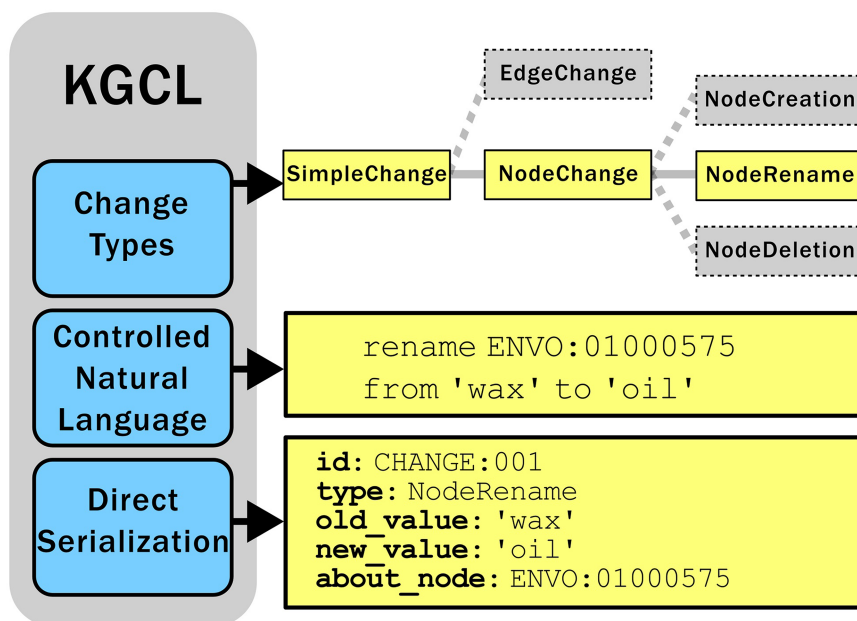 KGCL
Change
Types
EdgeChange
NodeCreation
SimpleChange
NodeChange
NodeRename
NodeDeletion
Controlled
Natural
Language
rename ENVO:01000575
from 'wax' to 'oil'
Direct
Serialization
id: CHANGE:001
type: NodeRename
old_value: 'wax'
new_value: 'oil'
about_node: ENVO:01000575